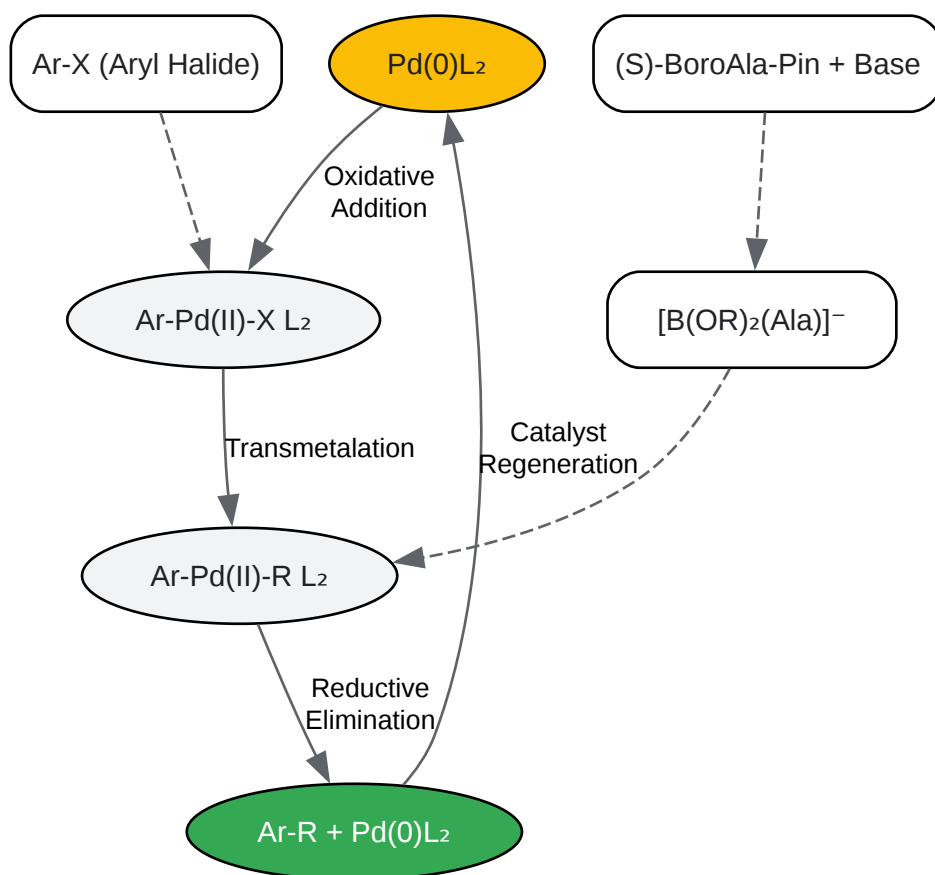 Ar-X (Aryl Halide)
Pd(0)L₂
(S)-BoroAla-Pin + Base
Oxidative
Addition
Ar-Pd(II)-X L₂
[B(OR)₂(Ala)]⁻
Transmetalation
Catalyst
Regeneration
Ar-Pd(II)-R L₂
Reductive
Elimination
Ar-R + Pd(0)L₂